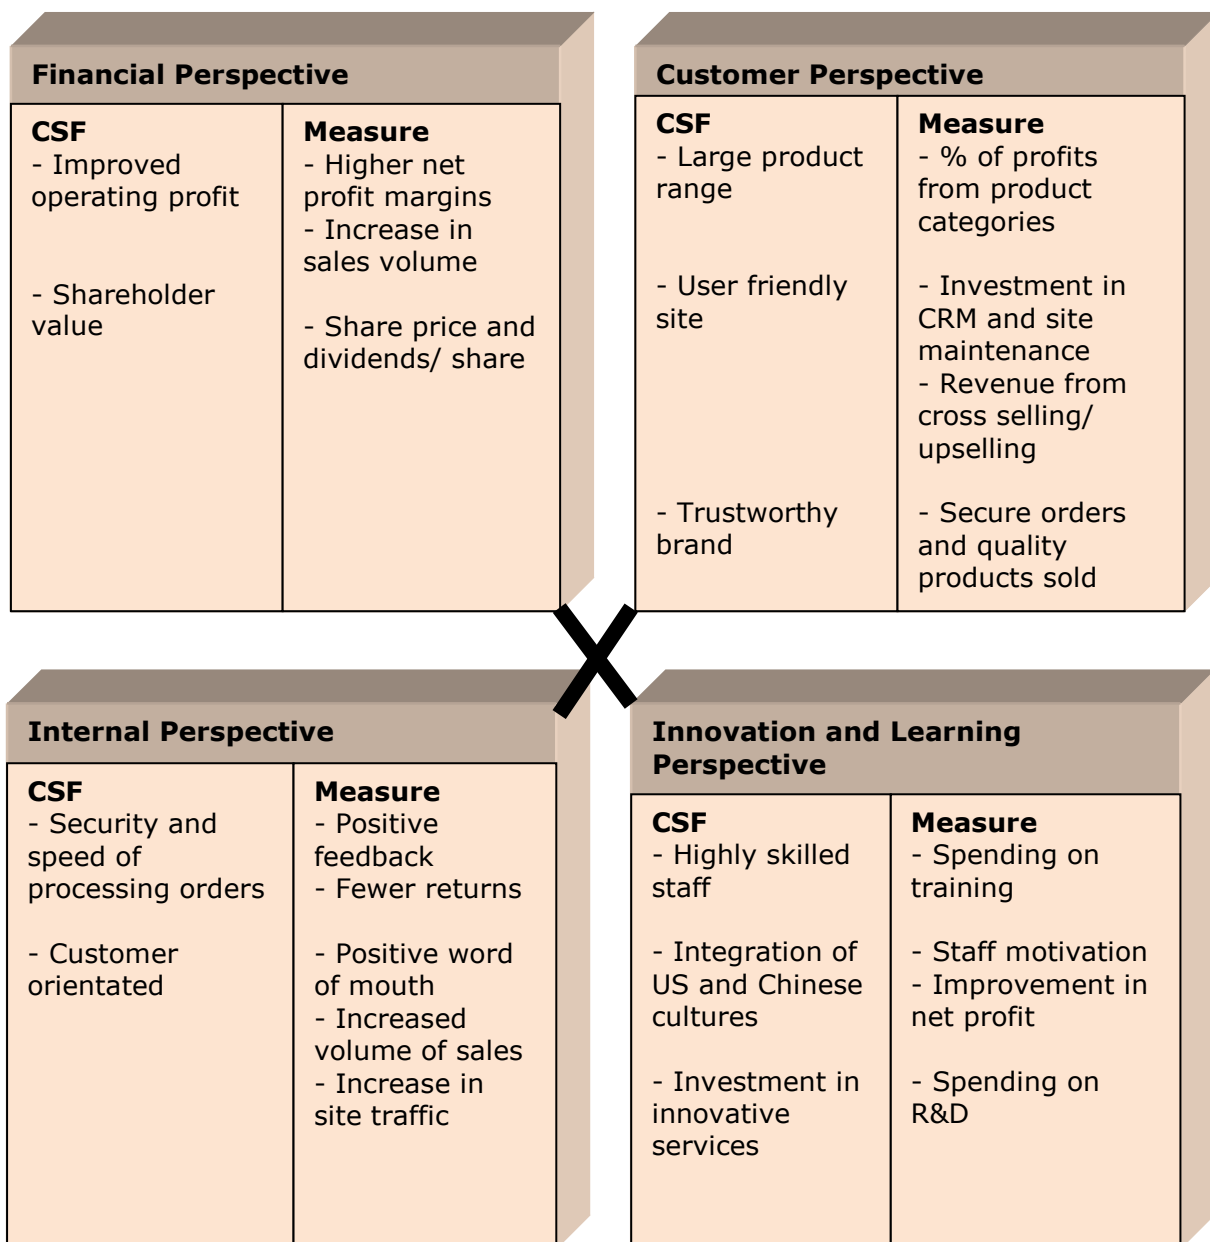 Financial Perspective
CSF
- Improved
operating profit
- Shareholder
value
Measure
- Higher net
profit margins
- Increase in
sales volume
- Share price and
dividends/ share
Customer Perspective
CSF
- Large product
range
- User friendly
site
- Trustworthy
brand
Measure
- % of profits
from product
categories
- Investment in
CRM and site
maintenance
- Revenue from
cross selling/
upselling
- Secure orders
and quality
products sold
Internal Perspective
CSF
- Security and
speed of
processing orders
- Customer
orientated
Measure
- Positive
feedback
- Fewer returns
- Positive word
of mouth
- Increased
volume of sales
- Increase in
site traffic
Innovation and Learning
Perspective
CSF
- Highly skilled
staff
- Integration of
US and Chinese
cultures
- Investment in
innovative
services
Measure
- Spending on
training
- Staff motivation
- Improvement in
net profit
- Spending on
R&D